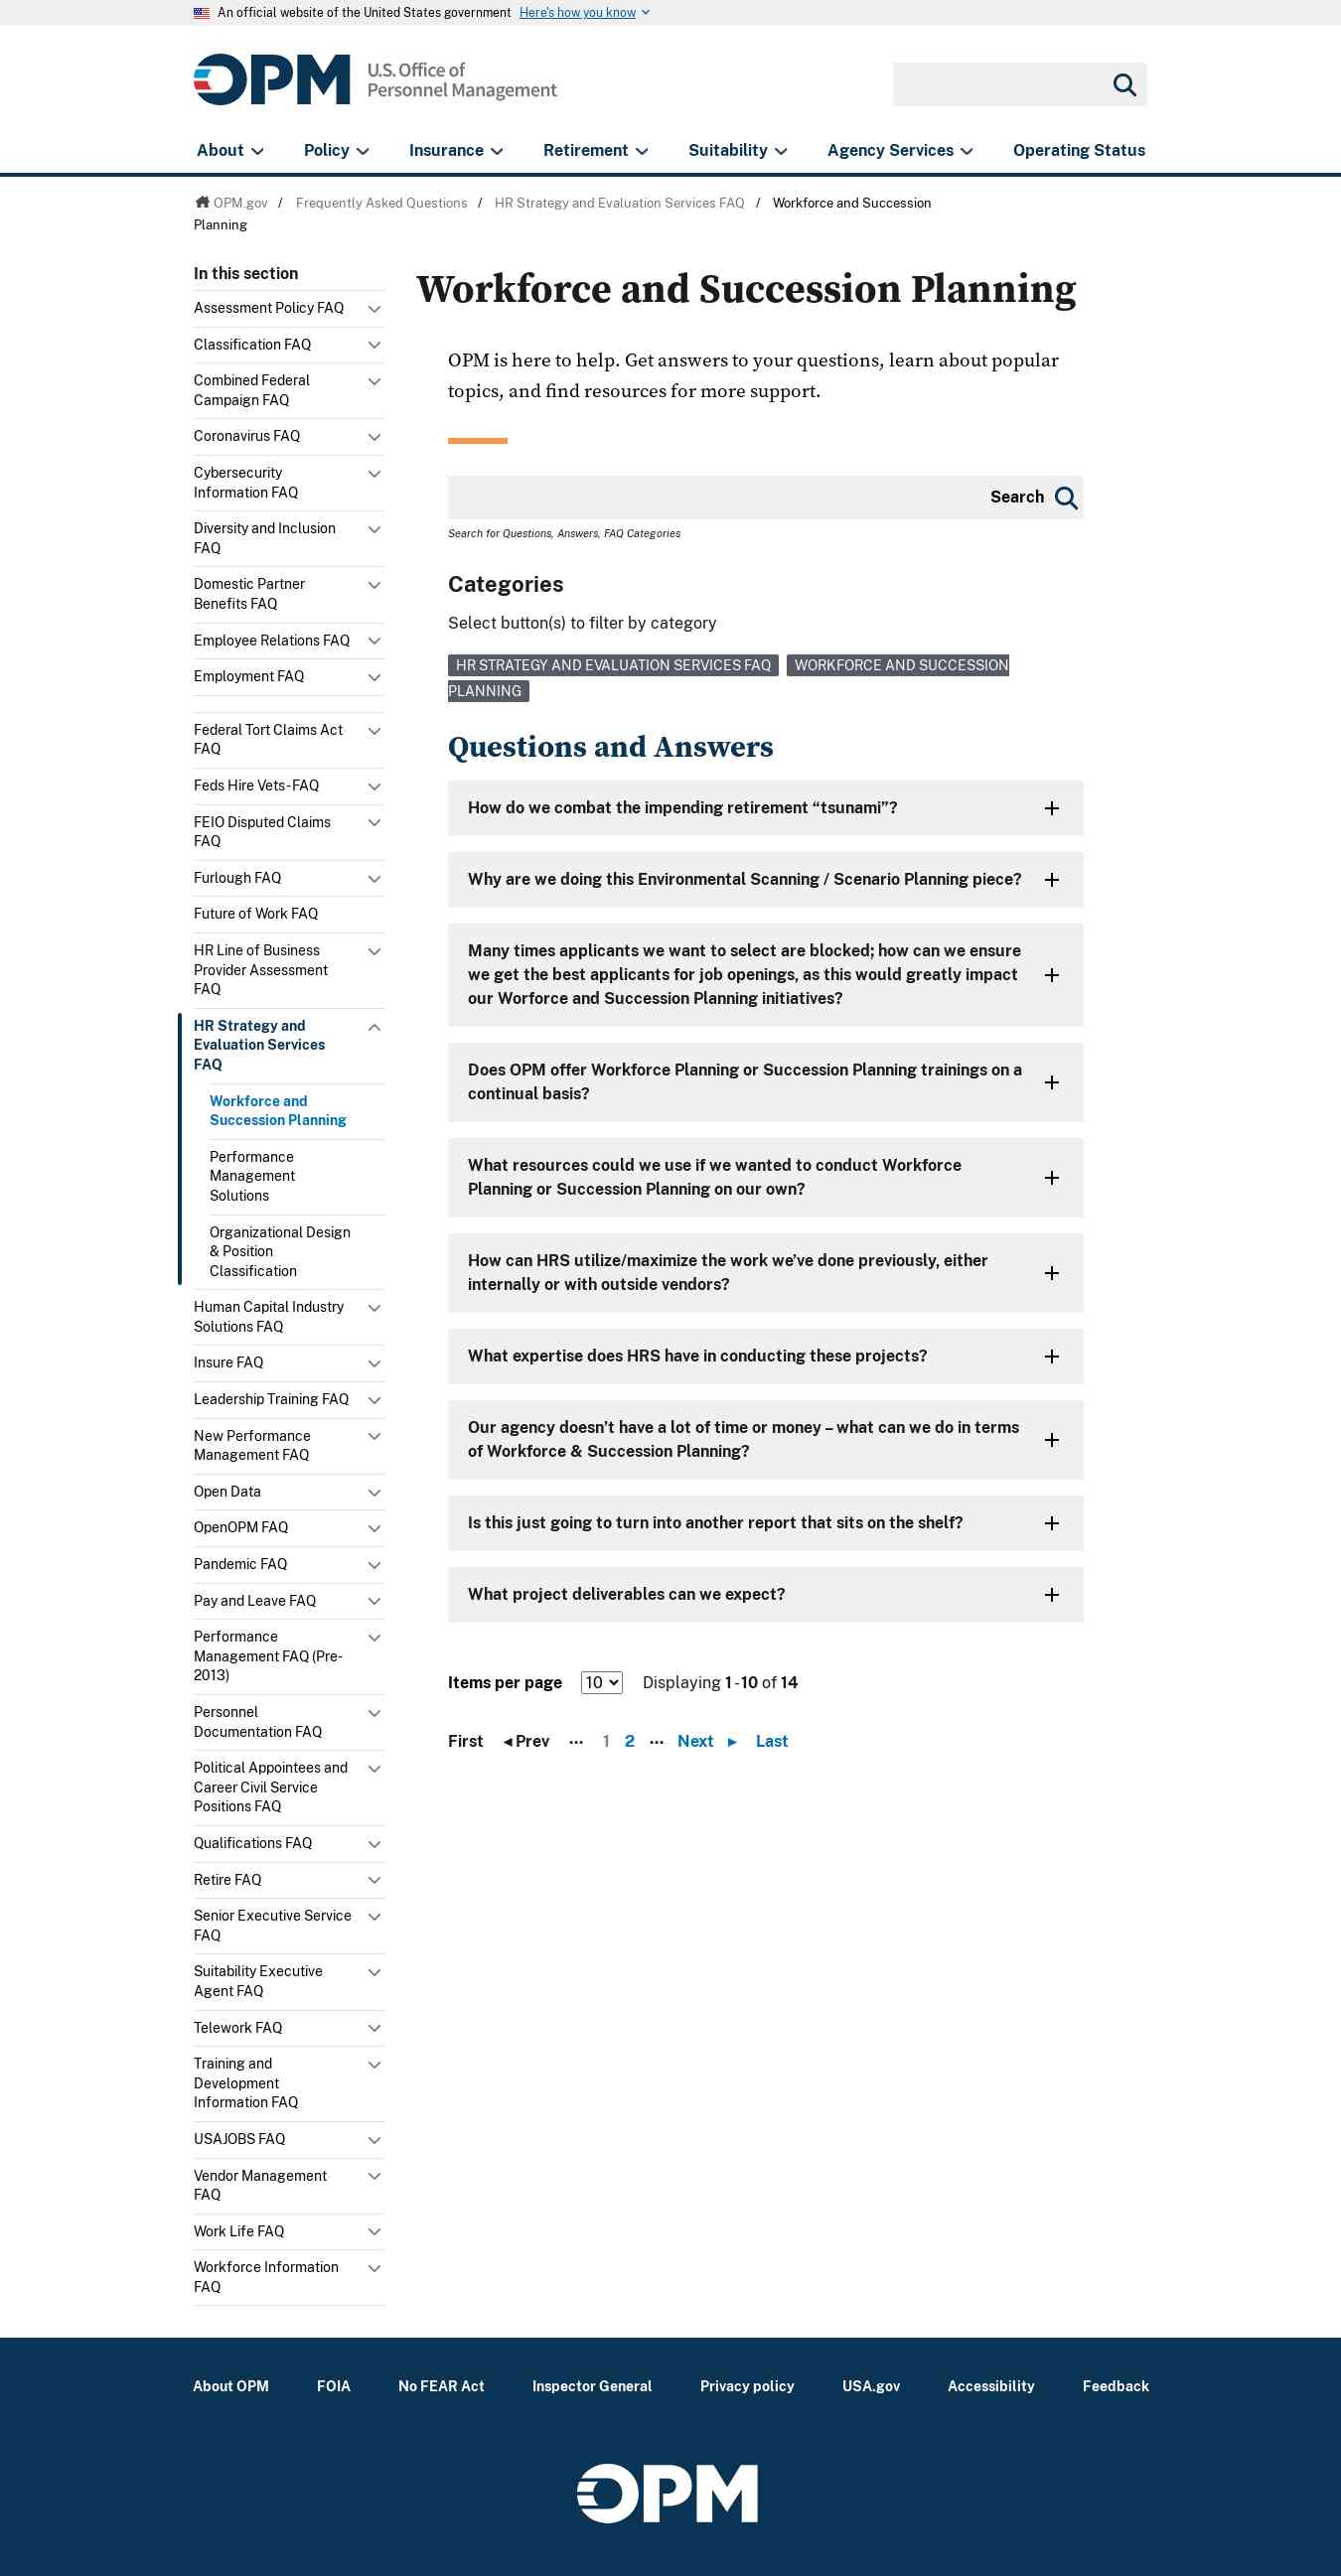 An official website of the United States government Here's how you know
OPM U.S. Office of
Personnel Management
About Policy Insurance Retirement Suitability Agency Services Operating Status
OPM.gov / Frequently Asked Questions / HR Strategy and Evaluation Services FAQ / Workforce and Succession
Planning
In this section
Assessment Policy FAQ
Classification FAQ
Combined Federal
Campaign FAQ
Coronavirus FAQ
Cybersecurity
Information FAQ
Diversity and Inclusion
FAQ
Domestic Partner
Benefits FAQ
Employee Relations FAQ
Employment FAQ
Federal Tort Claims Act
FAQ
Feds Hire Vets-FAQ
FEIO Disputed Claims
FAQ
Furlough FAQ
Future of Work FAQ
HR Line of Business
Provider Assessment
FAQ
HR Strategy and
Evaluation Services
FAQ
Workforce and
Succession Planning
Performance
Management
Solutions
Organizational Design
& Position
Classification
Human Capital Industry
Solutions FAQ
Insure FAQ
Leadership Training FAQ
New Performance
Management FAQ
Open Data
OpenOPM FAQ
Pandemic FAQ
Pay and Leave FAQ
Performance
Management FAQ (Pre-
2013)
Personnel
Documentation FAQ
Political Appointees and
Career Civil Service
Positions FAQ
Qualifications FAQ
Retire FAQ
Senior Executive Service
FAQ
Suitability Executive
Agent FAQ
Telework FAQ
Training and
Development
Information FAQ
USAJOBS FAQ
Vendor Management
FAQ
Work Life FAQ
Workforce Information
FAQ
Workforce and Succession Planning
OPM is here to help. Get answers to your questions, learn about popular
topics, and find resources for more support.
Search
Search for Questions, Answers, FAQ Categories
Categories
Select button(s) to filter by category
HR STRATEGY AND EVALUATION SERVICES FAQ WORKFORCE AND SUCCESSION
PLANNING
Questions and Answers
How do we combat the impending retirement “tsunami”?
Why are we doing this Environmental Scanning / Scenario Planning piece?
Many times applicants we want to select are blocked; how can we ensure
we get the best applicants for job openings, as this would greatly impact
our Worforce and Succession Planning initiatives?
Does OPM offer Workforce Planning or Succession Planning trainings on a
continual basis?
What resources could we use if we wanted to conduct Workforce
Planning or Succession Planning on our own?
How can HRS utilize/maximize the work we’ve done previously, either
internally or with outside vendors?
What expertise does HRS have in conducting these projects?
Our agency doesn’t have a lot of time or money – what can we do in terms
of Workforce & Succession Planning?
Is this just going to turn into another report that sits on the shelf?
What project deliverables can we expect?
Items per page 10 Displaying 1 - 10 of 14
First ◂ Prev ··· 1 2 ··· Next ▸ Last
About OPM FOIA No FEAR Act Inspector General Privacy policy USA.gov Accessibility Feedback
OPM